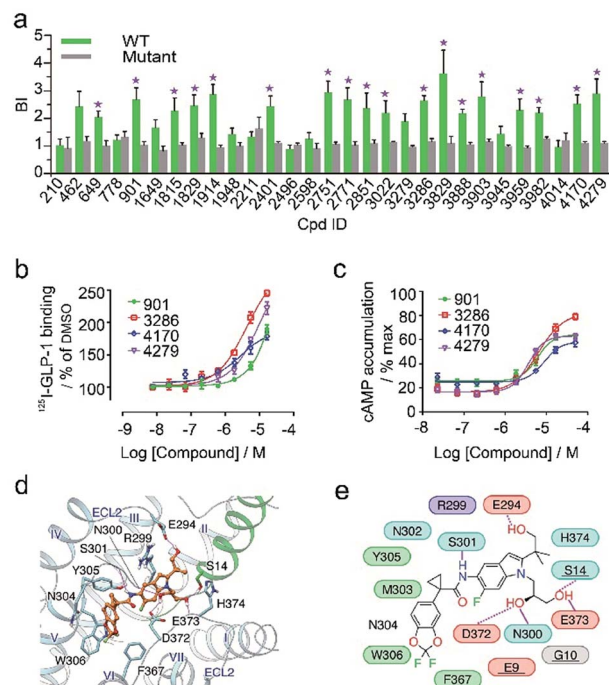 a
WT
Mutant
BI
5
4
3
2
1
0
210 462 649 778 901 1649 1815 1829 1914 1948 2211 2401 2496 2598 2751 2771 2851 3022 3279 3286 3829 3888 3903 3945 3959 3982 4014 4170 4279
Cpd ID
b
¹²⁵I-GLP-1 binding
/ % of DMSO
250
200
150
100
901
3286
4170
4279
-9 -8 -7 -6 -5 -4
Log [Compound] / M
c
cAMP accumulation
/ % max
100
80
60
40
20
0
901
3286
4170
4279
-8 -6 -4
Log [Compound] / M
d
ECL2 III E294
N300 R299 II
IV
S301
Y305 S14
N304 H374
E373
V D372 I
W306 F367 VII
VI ECL2
e
R299 E294
N302 S301 HO H374
Y305
H
N N S14
M303 O F OH
HO
N304 O D372 N300 E373
O
W306 F F E9 G10
F367